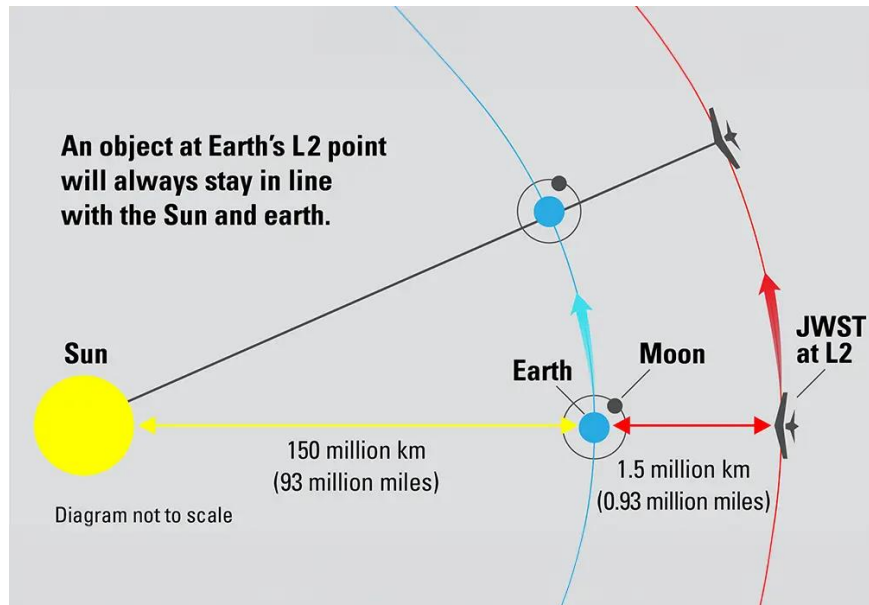 An object at Earth's L2 point
will always stay in line
with the Sun and earth.
Sun
Earth
Moon
JWST
at L2
150 million km
(93 million miles)
1.5 million km
(0.93 million miles)
Diagram not to scale